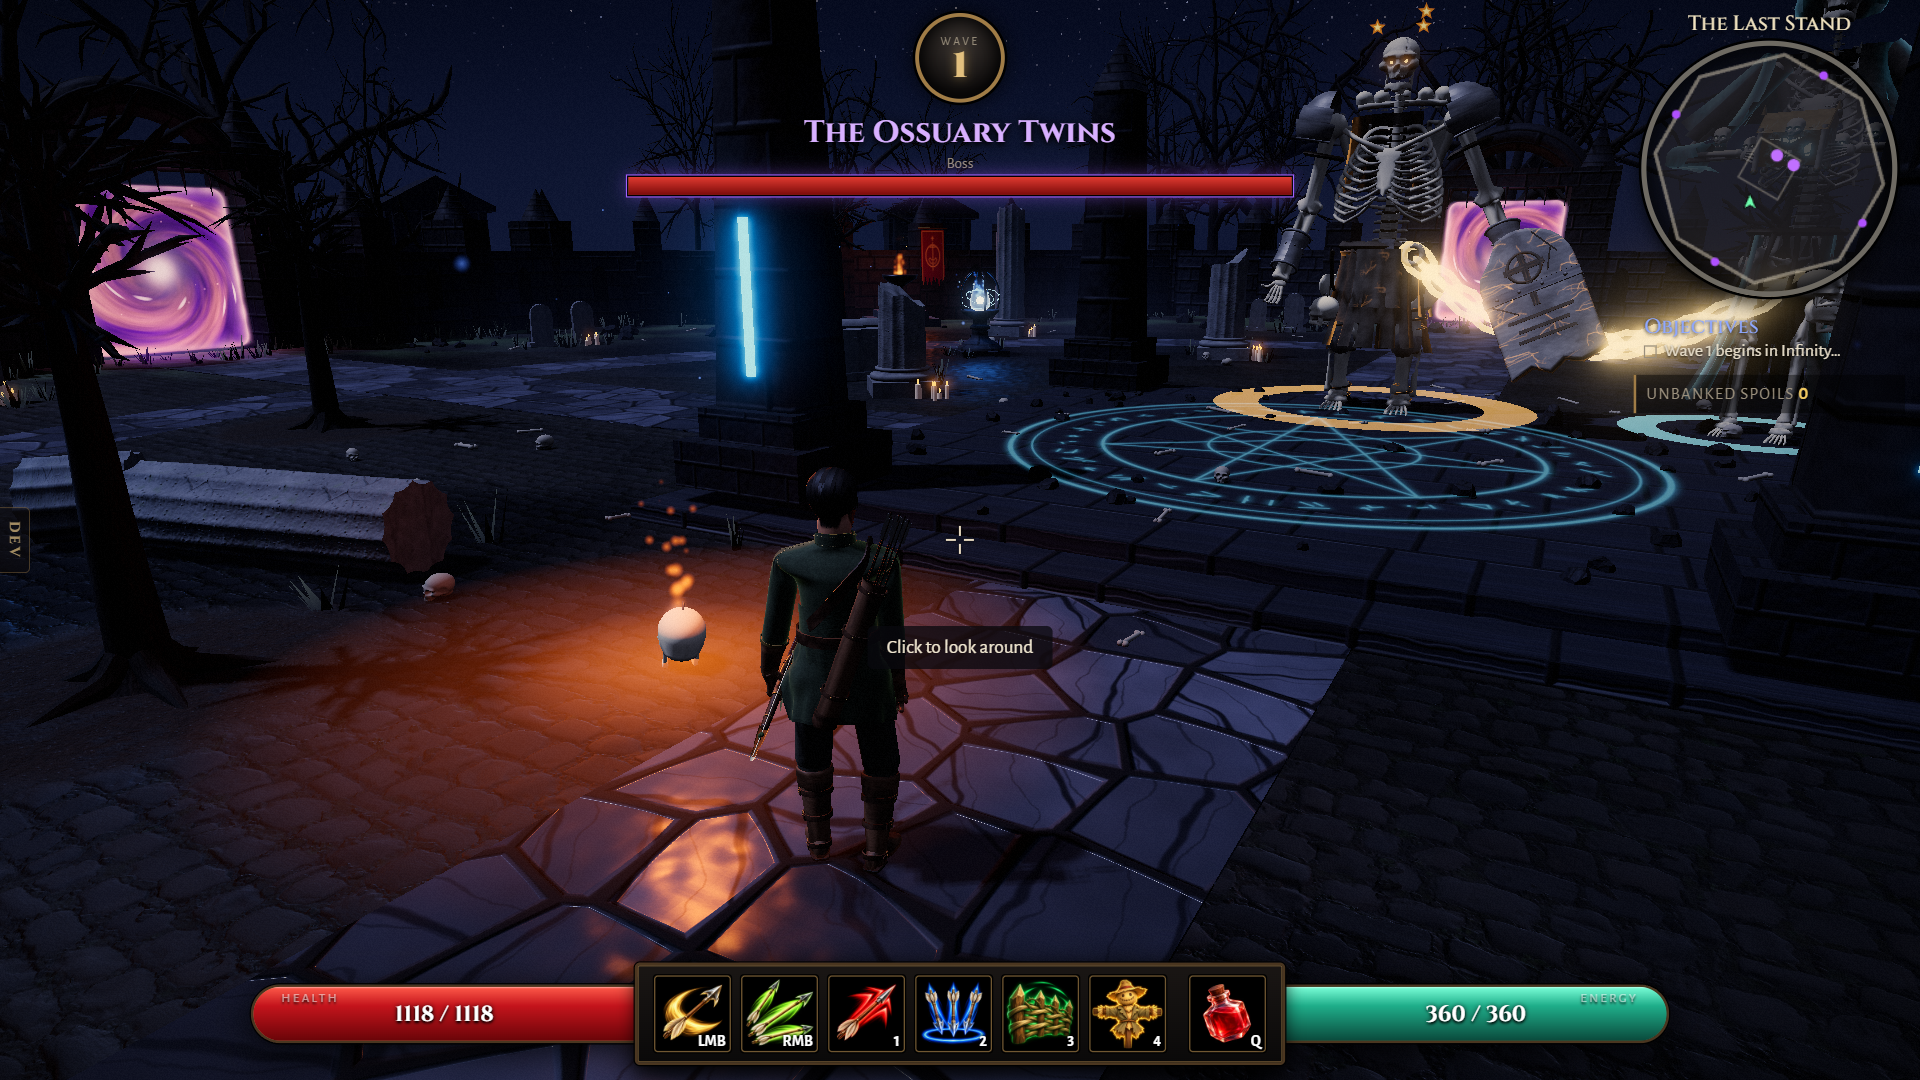 WAVE
1
THE OSSUARY TWINS
Boss
THE LAST STAND
OBJECTIVES
Wave 1 begins in Infinity...
UNBANKED SPOILS 0
DEV
Click to look around
HEALTH
1118 / 1118
LMB
RMB
1
2
3
4
Q
ENERGY
360 / 360